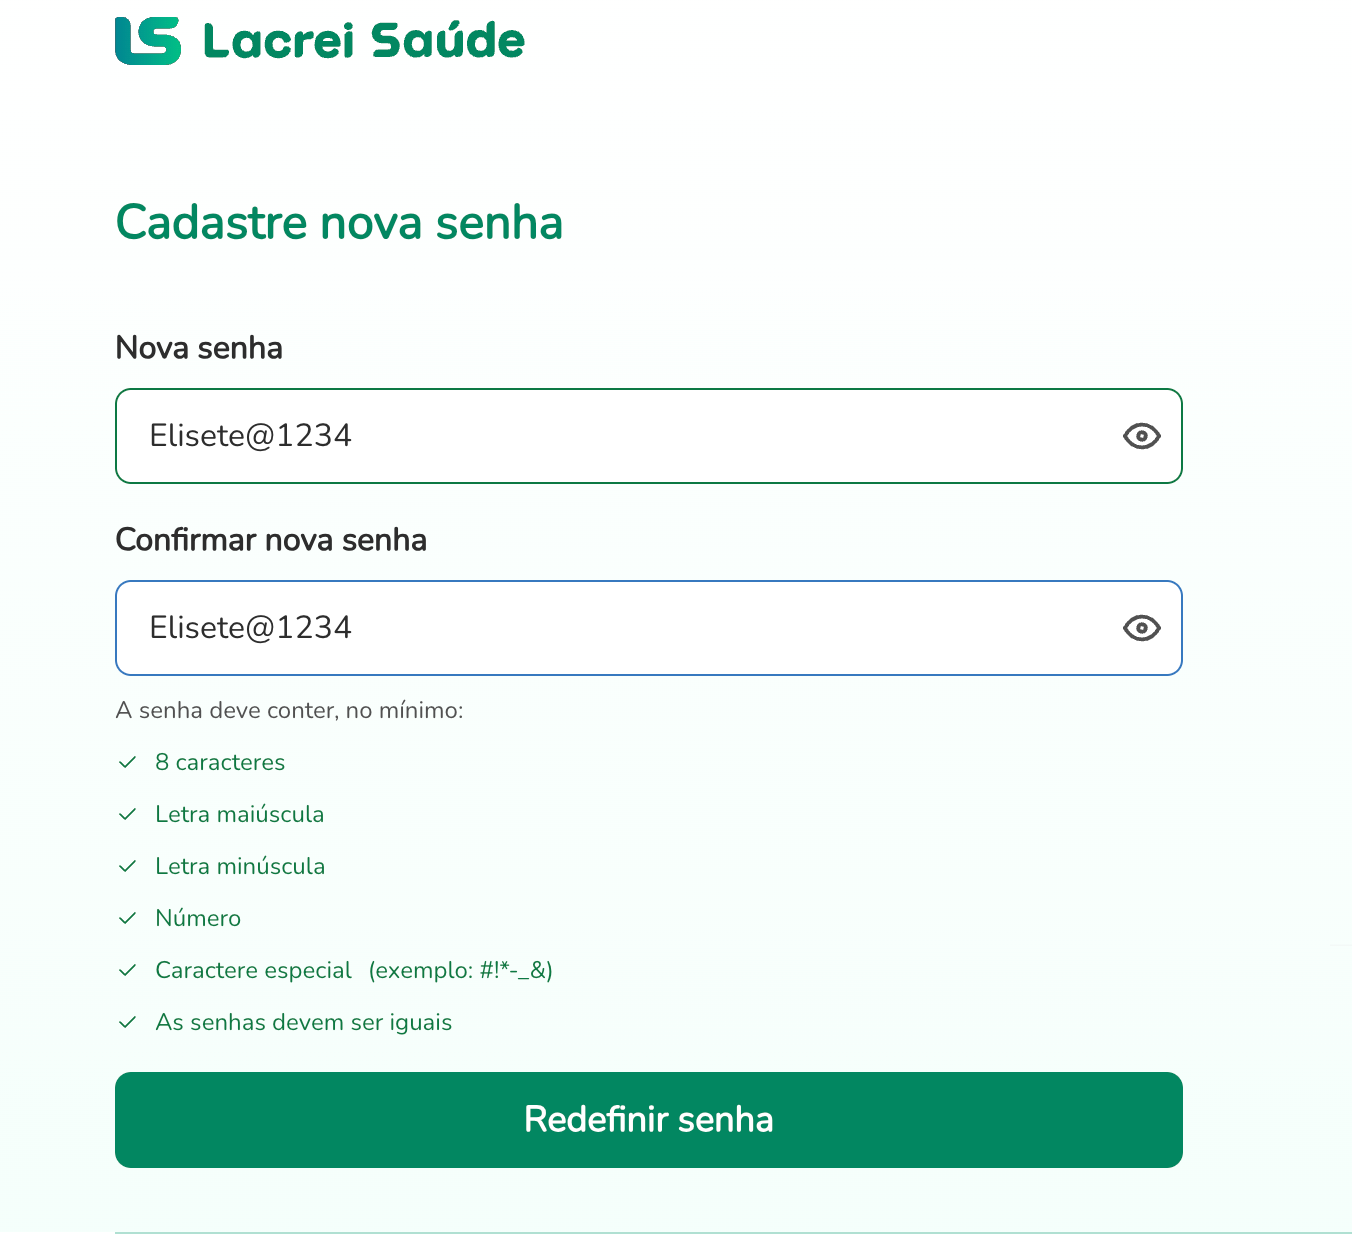 Lacrei Saúde
Cadastre nova senha
Nova senha
Elisete@1234
Confirmar nova senha
Elisete@1234
A senha deve conter, no mínimo:
8 caracteres
Letra maiúscula
Letra minúscula
Número
Caractere especial (exemplo: #!*-_&)
As senhas devem ser iguais
Redefinir senha